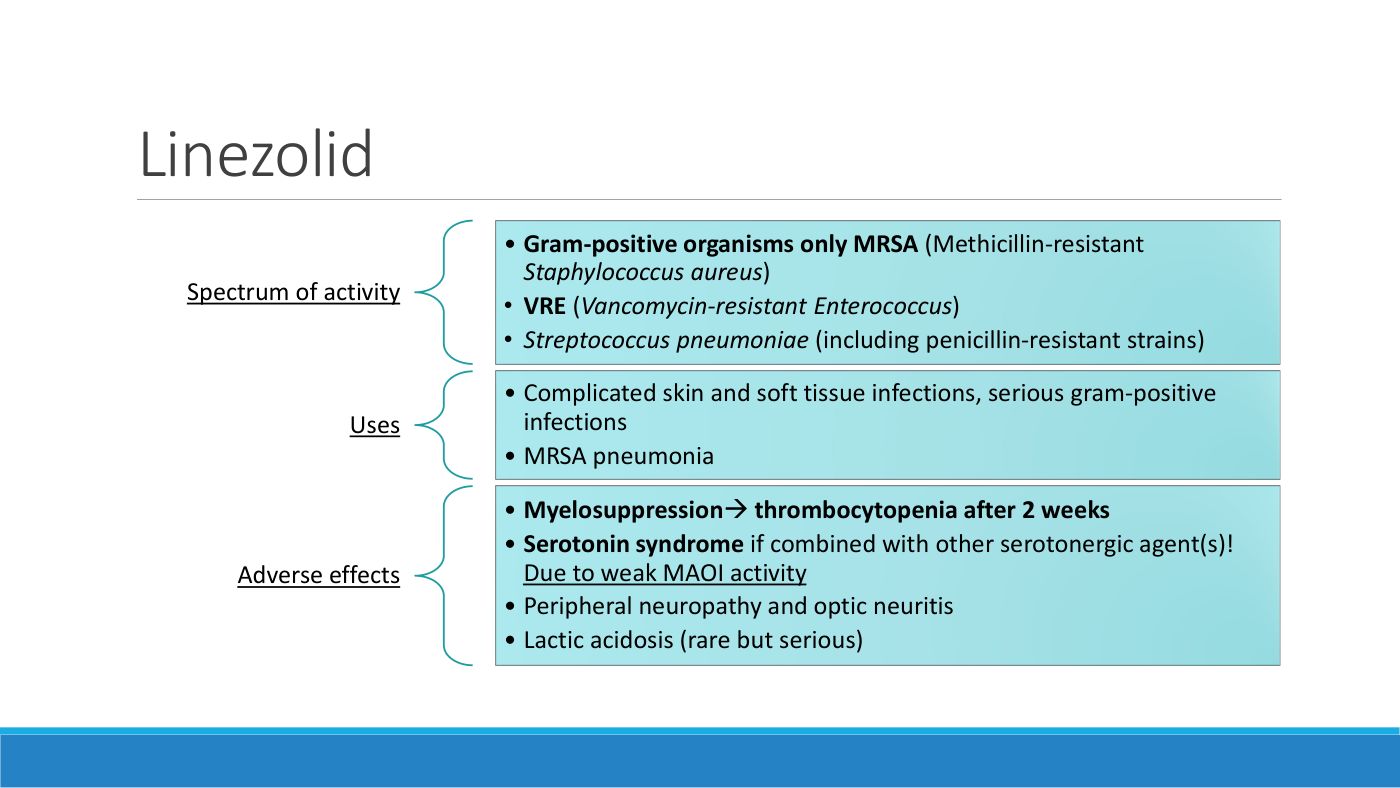 Linezolid
Spectrum of activity
• Gram-positive organisms only MRSA (Methicillin-resistant
Staphylococcus aureus)
• VRE (Vancomycin-resistant Enterococcus)
• Streptococcus pneumoniae (including penicillin-resistant strains)
Uses
• Complicated skin and soft tissue infections, serious gram-positive
infections
• MRSA pneumonia
Adverse effects
• Myelosuppression→ thrombocytopenia after 2 weeks
• Serotonin syndrome if combined with other serotonergic agent(s)!
Due to weak MAOI activity
• Peripheral neuropathy and optic neuritis
• Lactic acidosis (rare but serious)